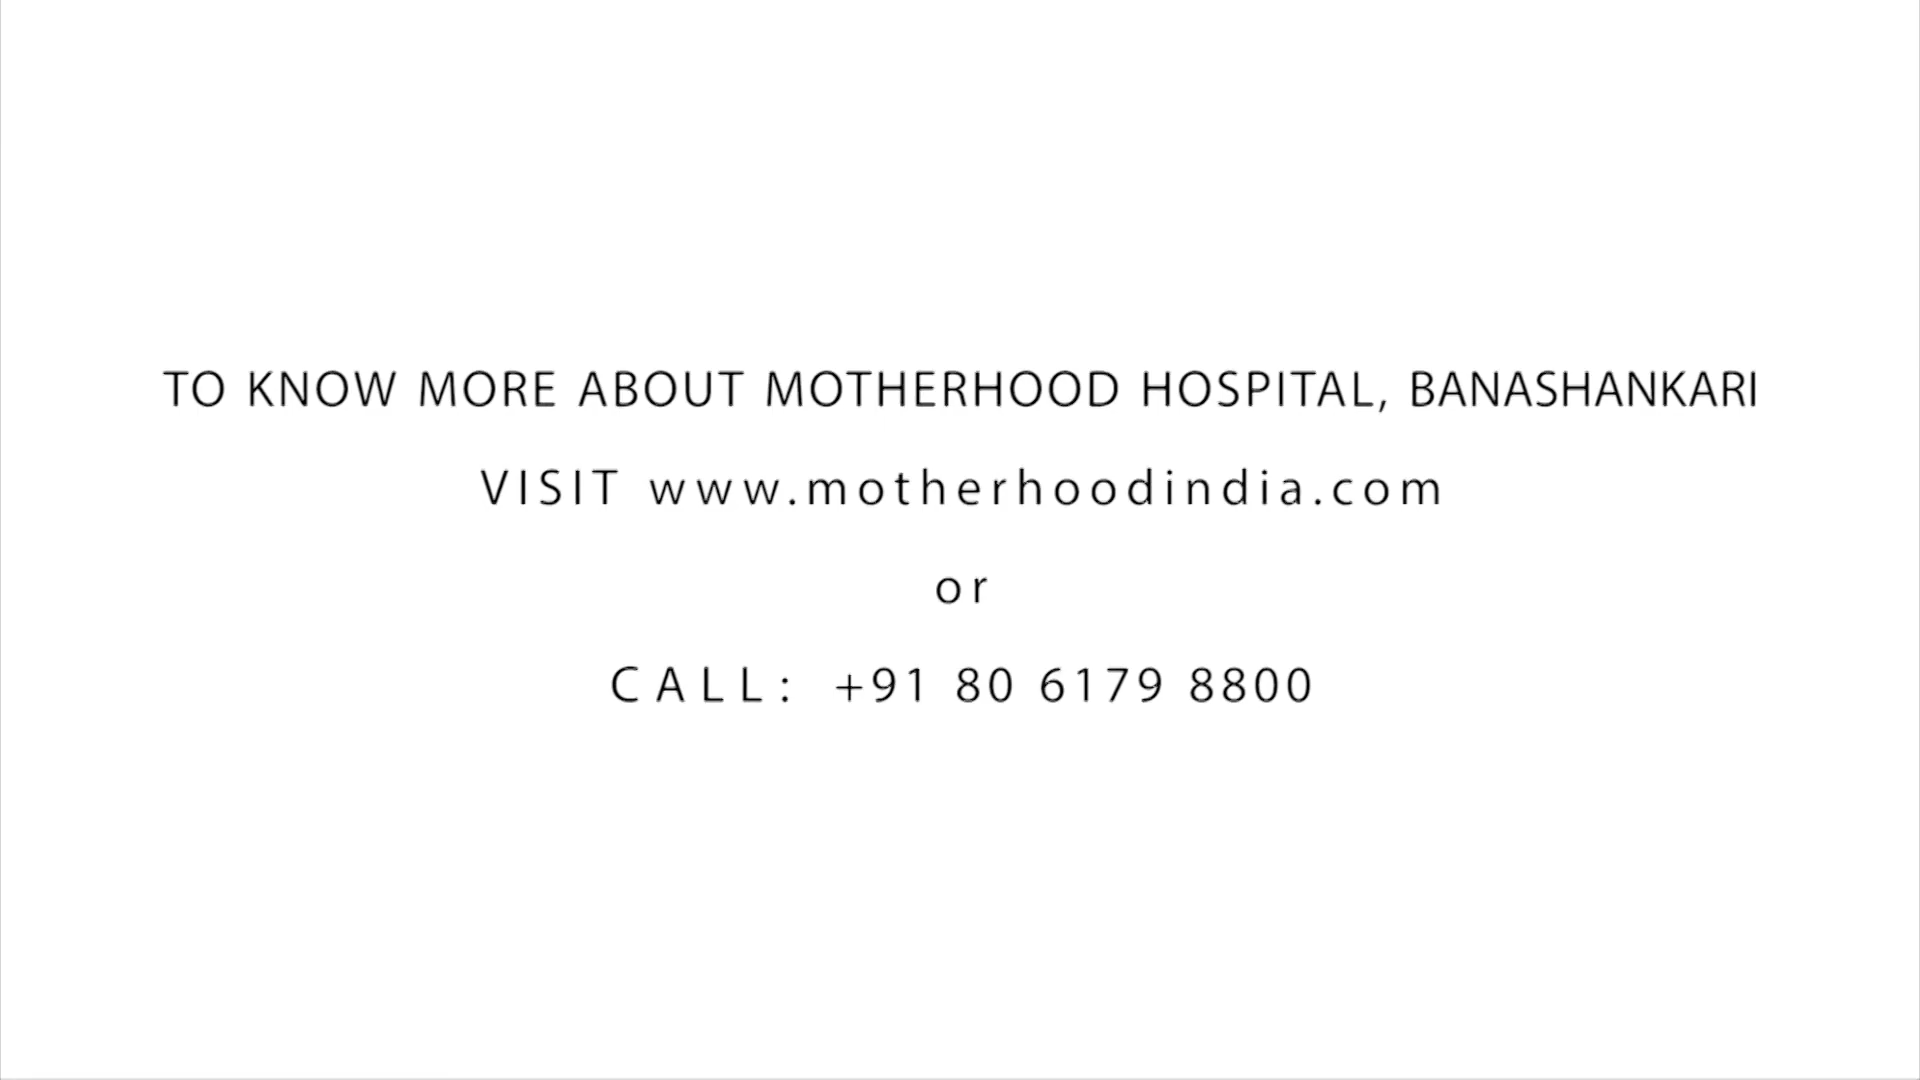 TO KNOW MORE ABOUT MOTHERHOOD HOSPITAL, BANASHANKARI
VISIT www.motherhoodindia.com
or
CALL: +91 80 6179 8800